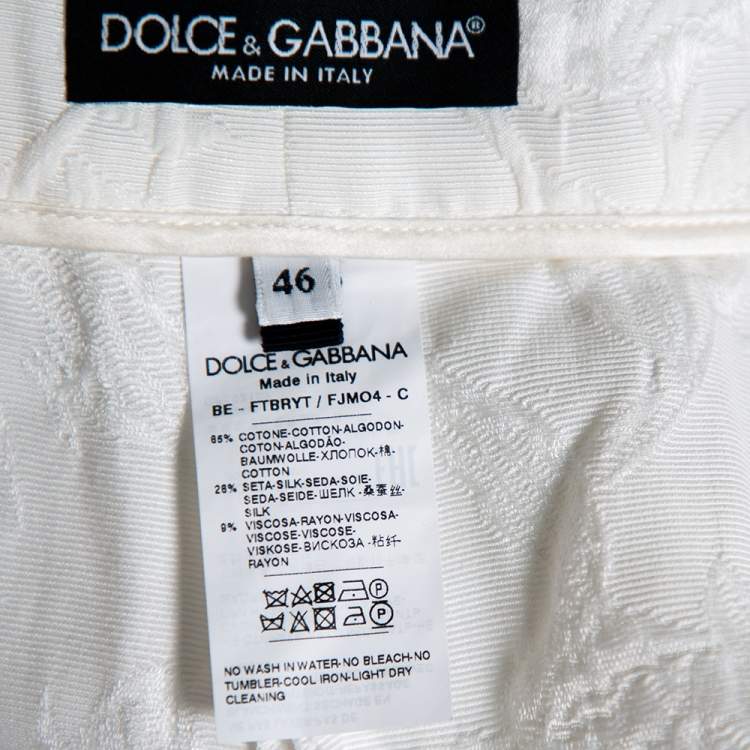 DOLCE & GABBANA®
MADE IN ITALY
46
DOLCE & GABBANA
Made in Italy
BE - FTBRYT / FJMO4 - C
65% COTONE-COTTON-ALGODON-
COTON-ALGODÃO-
BAUMWOLLE-ХЛОПОК-棉-
COTTON
26% SETA-SILK-SEDA-SOIE-
SEDA-SEIDE-ШЕЛК-桑蚕丝-
SILK
9% VISCOSA-RAYON-VISCOSA-
VISCOSE-VISCOSE-
VISKOSE-ВИСКОЗА-粘纤-
RAYON
P
P
NO WASH IN WATER-NO BLEACH-NO
TUMBLER-COOL IRON-LIGHT DRY
CLEANING